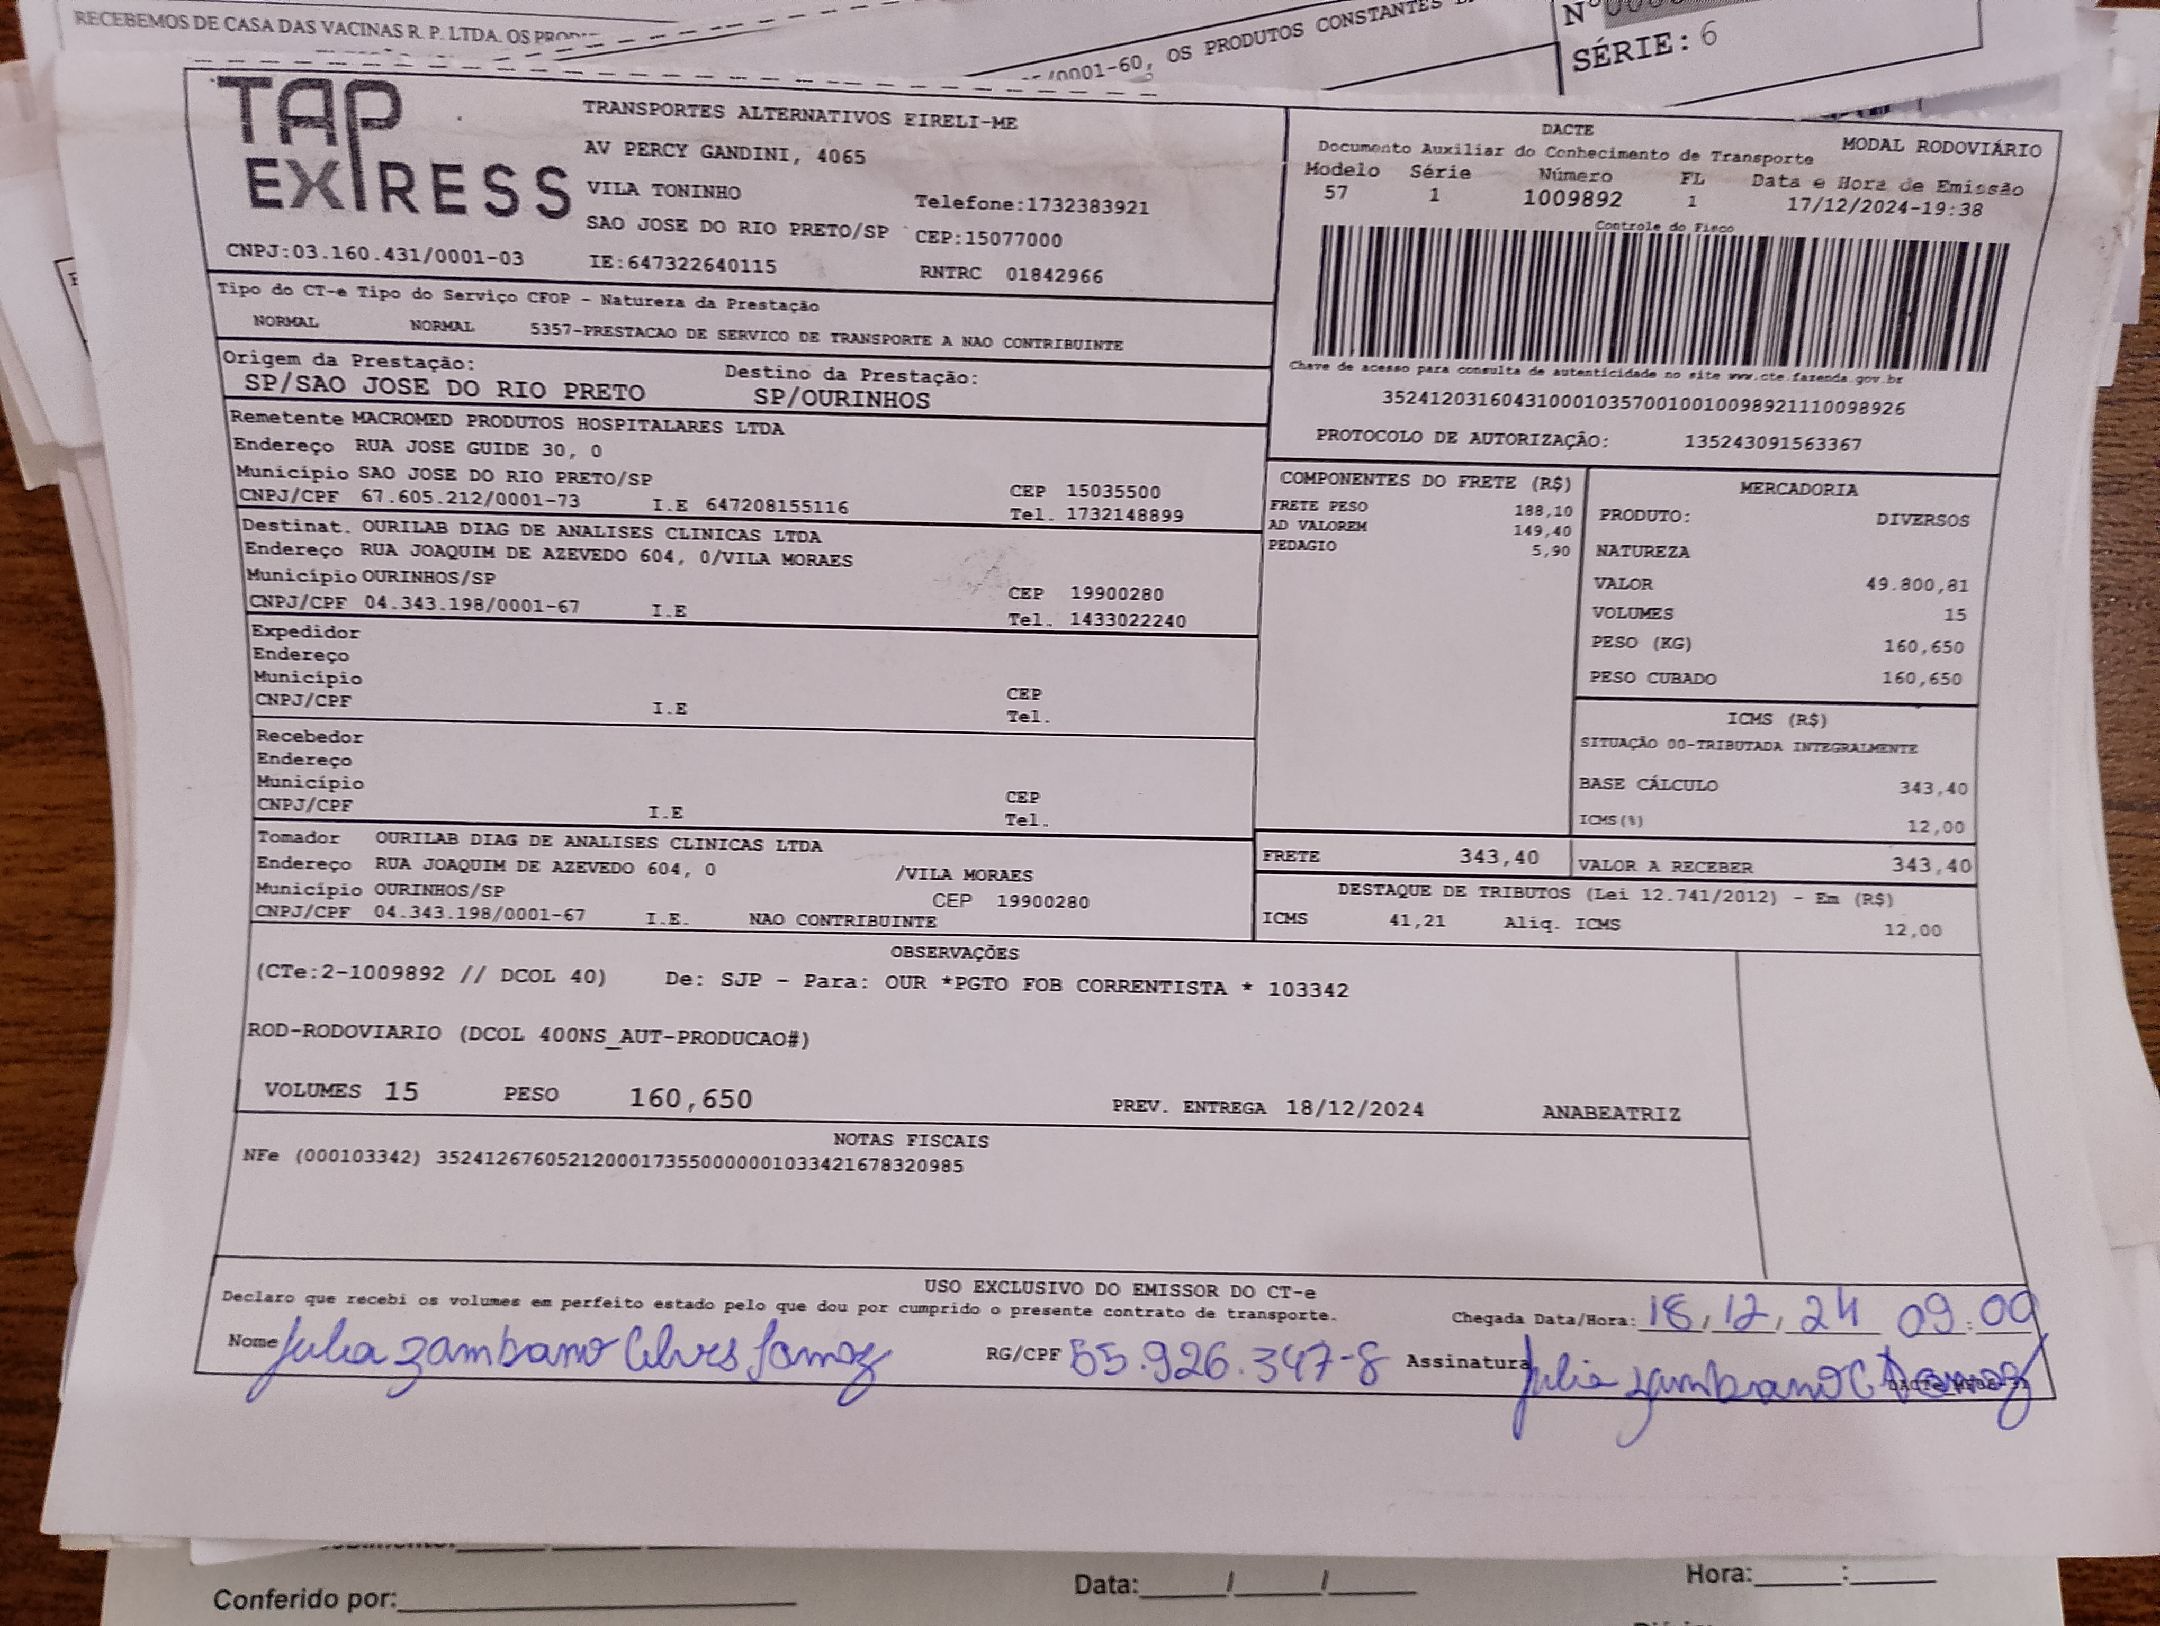 RECEBEMOS DE CASA DAS VACINAS R. P. LTDA. OS
/0001-60, OS PRODUTOS CONSTANTES
SÉRIE: 6
TAP EXPRESS
TRANSPORTES ALTERNATIVOS EIRELI-ME
AV PERCY GANDINI, 4065
VILA TONINHO Telefone:1732383921
SAO JOSE DO RIO PRETO/SP CEP:15077000
CNPJ:03.160.431/0001-03 IE:647322640115 RNTRC 01842966
DACTE MODAL RODOVIÁRIO
Documento Auxiliar do Conhecimento de Transporte
Modelo Série Número FL Data e Hora de Emissão
57 1 1009892 1 17/12/2024-19:38
Controle do Fisco
Chave de acesso para consulta de autenticidade no site www.cte.fazenda.gov.br
35241203160431000103570010010098921110098926
PROTOCOLO DE AUTORIZAÇÃO: 135243091563367
Tipo do CT-e Tipo do Serviço CFOP - Natureza da Prestação
NORMAL NORMAL 5357-PRESTACAO DE SERVICO DE TRANSPORTE A NAO CONTRIBUINTE
Origem da Prestação: Destino da Prestação:
SP/SAO JOSE DO RIO PRETO SP/OURINHOS
Remetente MACROMED PRODUTOS HOSPITALARES LTDA
Endereço RUA JOSE GUIDE 30, 0
Município SAO JOSE DO RIO PRETO/SP CEP 15035500
CNPJ/CPF 67.605.212/0001-73 I.E 647208155116 Tel. 1732148899
Destinat. OURILAB DIAG DE ANALISES CLINICAS LTDA
Endereço RUA JOAQUIM DE AZEVEDO 604, 0/VILA MORAES
Município OURINHOS/SP CEP 19900280
CNPJ/CPF 04.343.198/0001-67 I.E Tel. 1433022240
Expedidor
Endereço
Município CEP
CNPJ/CPF I.E Tel.
Recebedor
Endereço
Município CEP
CNPJ/CPF I.E Tel.
Tomador OURILAB DIAG DE ANALISES CLINICAS LTDA
Endereço RUA JOAQUIM DE AZEVEDO 604, 0 /VILA MORAES
Município OURINHOS/SP CEP 19900280
CNPJ/CPF 04.343.198/0001-67 I.E. NAO CONTRIBUINTE
COMPONENTES DO FRETE (R$)
FRETE PESO 188,10
AD VALOREM 149,40
PEDAGIO 5,90
MERCADORIA
PRODUTO: DIVERSOS
NATUREZA
VALOR 49.800,81
VOLUMES 15
PESO (KG) 160,650
PESO CUBADO 160,650
ICMS (R$)
SITUAÇÃO 00-TRIBUTADA INTEGRALMENTE
BASE CÁLCULO 343,40
ICMS(%) 12,00
FRETE 343,40 VALOR A RECEBER 343,40
DESTAQUE DE TRIBUTOS (Lei 12.741/2012) - Em (R$)
ICMS 41,21 Aliq. ICMS 12,00
OBSERVAÇÕES
(CTe:2-1009892 // DCOL 40) De: SJP - Para: OUR *PGTO FOB CORRENTISTA * 103342
ROD-RODOVIARIO (DCOL 400NS_AUT-PRODUCAO#)
VOLUMES 15 PESO 160,650 PREV. ENTREGA 18/12/2024 ANABEATRIZ
NOTAS FISCAIS
NFe (000103342) 35241267605212000173550000001033421678320985
USO EXCLUSIVO DO EMISSOR DO CT-e
Declaro que recebi os volumes em perfeito estado pelo que dou por cumprido o presente contrato de transporte. Chegada Data/Hora: 18,12,24 09:00
Nome Julia Zambano Alves RG/CPF 55.926.347-8 Assinatura Julia Zambano
Conferido por: Data: / / Hora: :